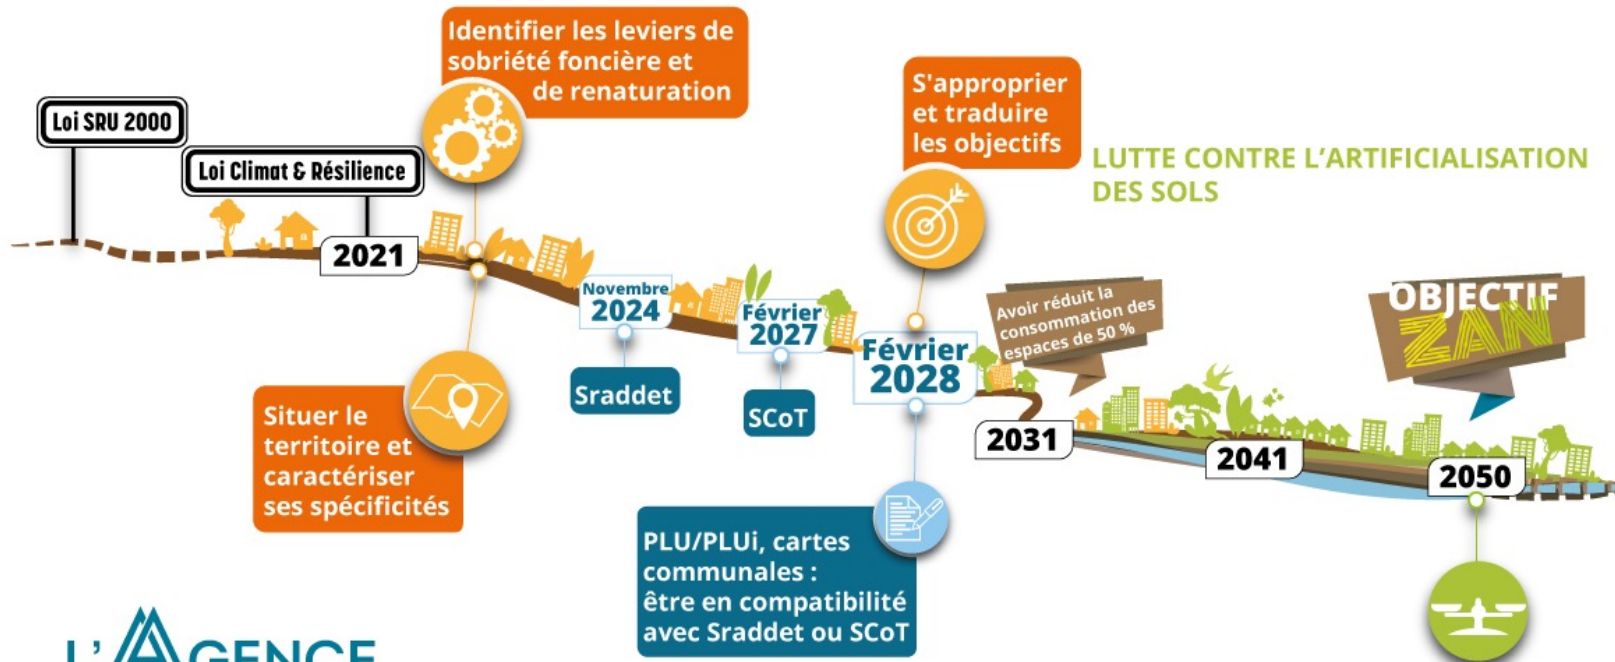 Identifier les leviers de
sobriété foncière et
de renaturation
Loi SRU 2000
Loi Climat & Résilience
S'approprier
et traduire
les objectifs
LUTTE CONTRE L'ARTIFICIALISATION
DES SOLS
2021
Novembre
2024
Sraddet
Février
2027
SCoT
Février
2028
Avoir réduit la
consommation des
espaces de 50 %
OBJECTIF
ZAN
2031
2041
2050
Situer le
territoire et
caractériser
ses spécificités
PLU/PLUi, cartes
communales :
être en compatibilité
avec Sraddet ou SCoT
L'AGENCE